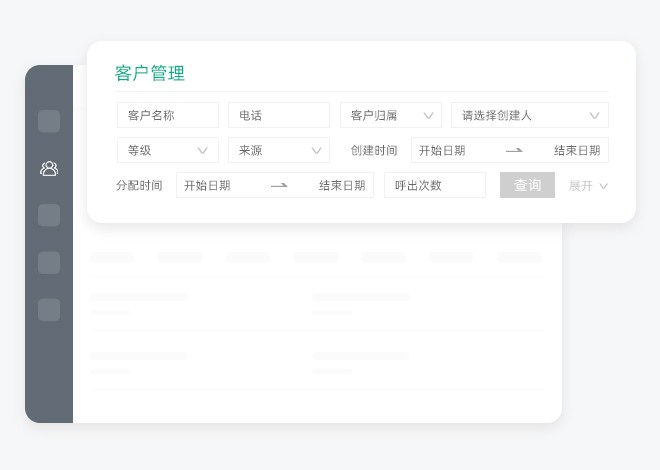 客户管理
客户名称 电话 客户归属 请选择创建人
等级 来源 创建时间 开始日期 结束日期
分配时间 开始日期 结束日期 呼出次数 查询 展开